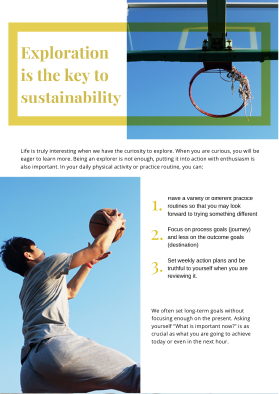 Exploration
is the key to
sustainability
Life is truly interesting when we have the curiosity to explore. When you are curious, you will be
eager to learn more. Being an explorer is not enough, putting it into action with enthusiasm is
also important. In your daily physical activity or practice routine, you can:
1. Have a variety of different practice
routines so that you may look
forward to trying something different
2. Focus on process goals (journey)
and less on the outcome goals
(destination)
3. Set weekly action plans and be
truthful to yourself when you are
reviewing it.
We often set long-term goals without
focusing enough on the present. Asking
yourself "What is important now?" is as
crucial as what you are going to achieve
today or even in the next hour.